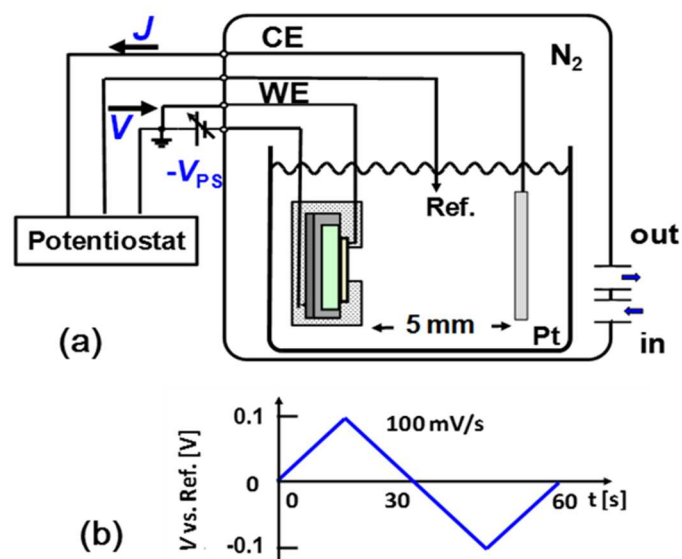 J
CE
N2
WE
V
-VPS
Ref.
Potentiostat
out
5 mm
Pt
in
(a)
0.1
100 mV/s
V vs. Ref. [V]
0
0
30
60
t [s]
-0.1
(b)